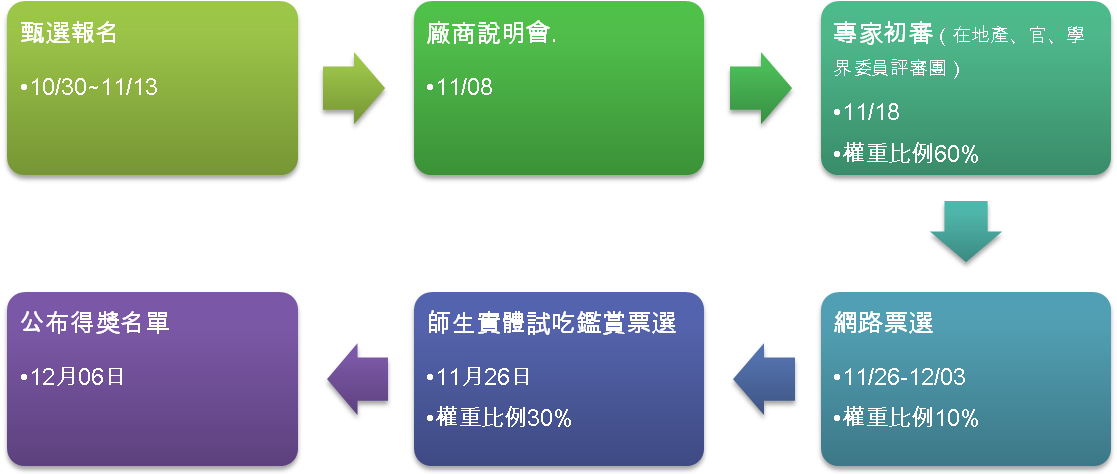 甄選報名
•10/30~11/13
廠商說明會.
•11/08
專家初審（在地產、官、學
界委員評審團）
•11/18
•權重比例60%
網路票選
•11/26-12/03
•權重比例10%
師生實體試吃鑑賞票選
•11月26日
•權重比例30%
公布得獎名單
•12月06日